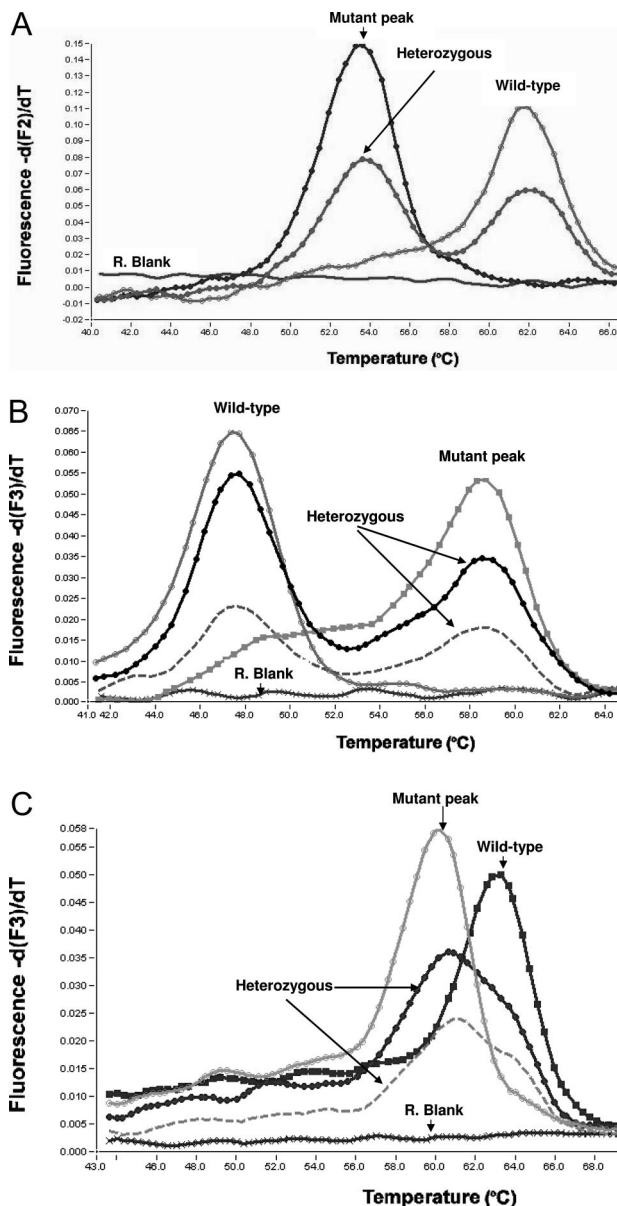 A
Mutant peak
Heterozygous
Wild-type
R. Blank
Fluorescence -d(F2)/dT
0.15
0.14
0.13
0.12
0.11
0.10
0.09
0.08
0.07
0.06
0.05
0.04
0.03
0.02
0.01
-0.00
-0.01
-0.02
40.0 42.0 44.0 46.0 48.0 50.0 52.0 54.0 56.0 58.0 60.0 62.0 64.0 66.0
Temperature (°C)
B
Wild-type
Mutant peak
Heterozygous
R. Blank
Fluorescence -d(F3)/dT
0.070
0.065
0.060
0.055
0.050
0.045
0.040
0.035
0.030
0.025
0.020
0.015
0.010
0.005
0.000
41.0 42.0 44.0 46.0 48.0 50.0 52.0 54.0 56.0 58.0 60.0 62.0 64.0
Temperature (°C)
C
Mutant peak
Wild-type
Heterozygous
R. Blank
Fluorescence -d(F3)/dT
0.058
0.055
0.050
0.045
0.040
0.035
0.030
0.025
0.020
0.015
0.010
0.005
0.000
43.0 46.0 48.0 50.0 52.0 54.0 56.0 58.0 60.0 62.0 64.0 66.0 68.0
Temperature (°C)